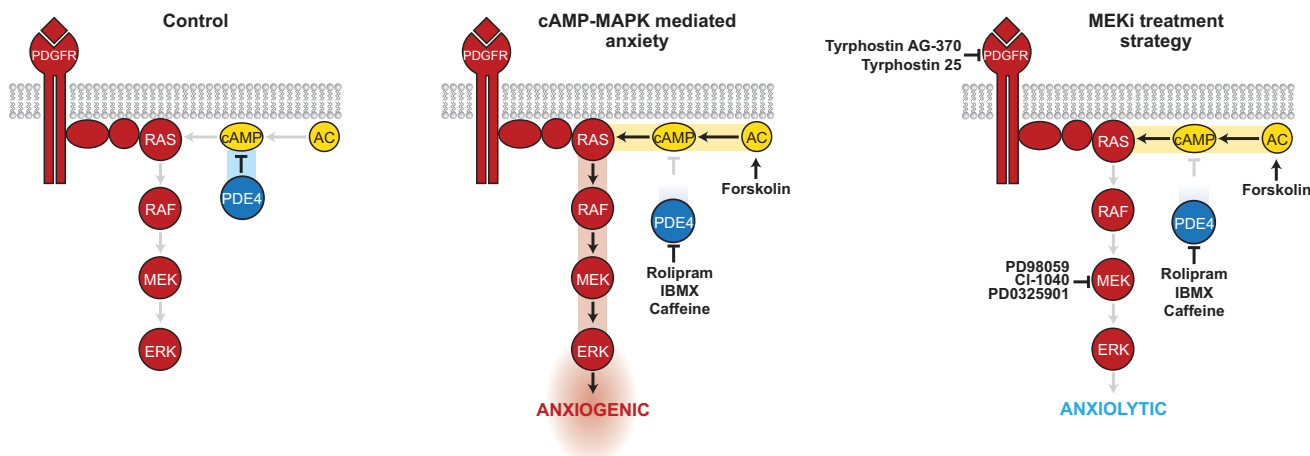 Control
PDGFR
RAS
cAMP
AC
RAF
PDE4
MEK
ERK
cAMP-MAPK mediated
anxiety
PDGFR
RAS
cAMP
AC
Forskolin
RAF
PDE4
MEK
Rolipram
IBMX
Caffeine
ERK
ANXIOGENIC
MEKi treatment
strategy
Tyrphostin AG-370
Tyrphostin 25
PDGFR
RAS
cAMP
AC
Forskolin
RAF
PDE4
PD98059
CI-1040
PD0325901
MEK
Rolipram
IBMX
Caffeine
ERK
ANXIOLYTIC